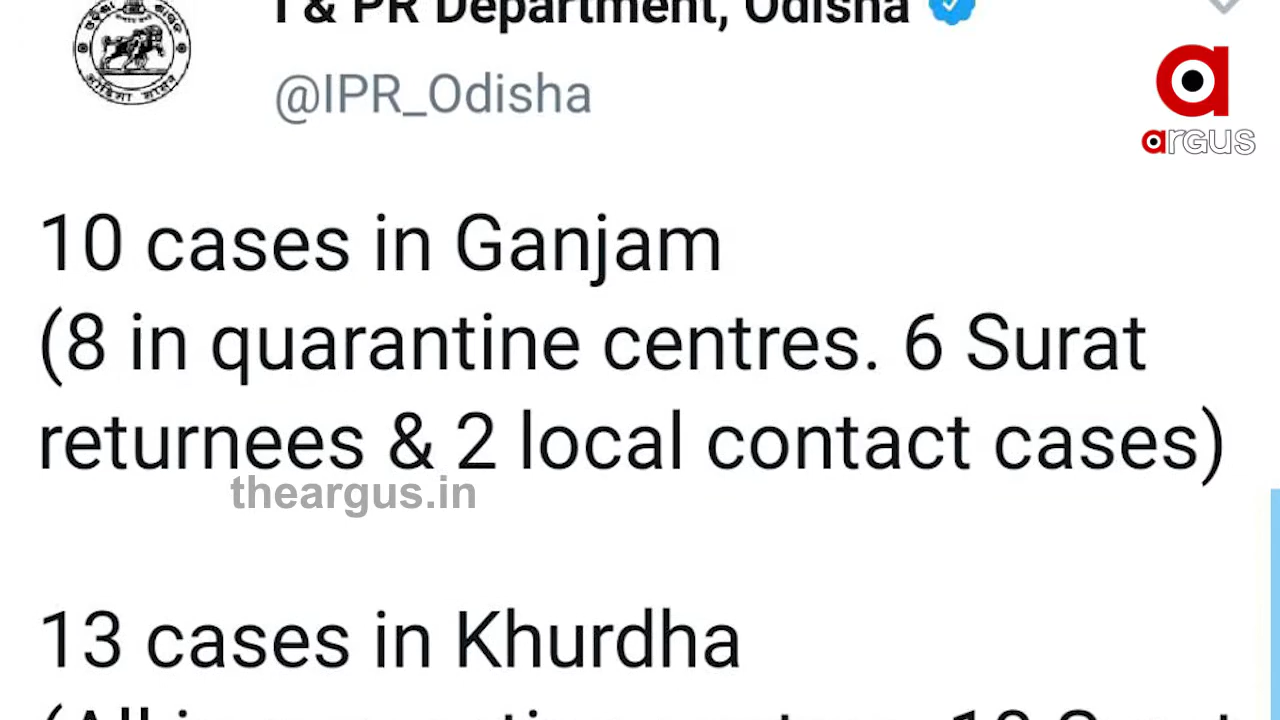 I & PR Department, Odisha
@IPR_Odisha
argus
10 cases in Ganjam
(8 in quarantine centres. 6 Surat
returnees & 2 local contact cases)
theargus.in
13 cases in Khurdha